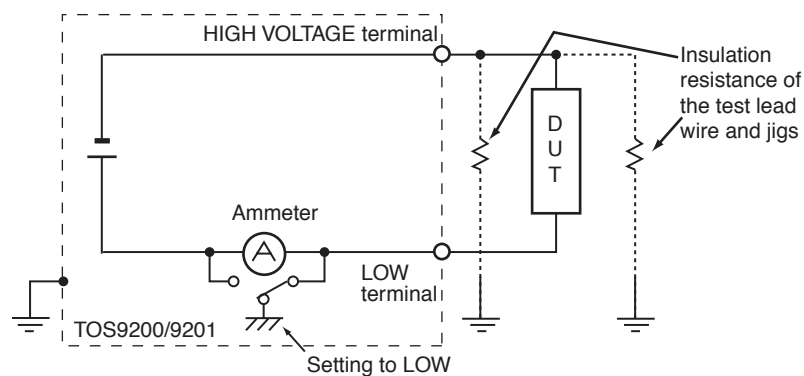 HIGH VOLTAGE terminal
Insulation
resistance of
the test lead
wire and jigs
D
U
T
Ammeter
A
LOW
terminal
TOS9200/9201
Setting to LOW